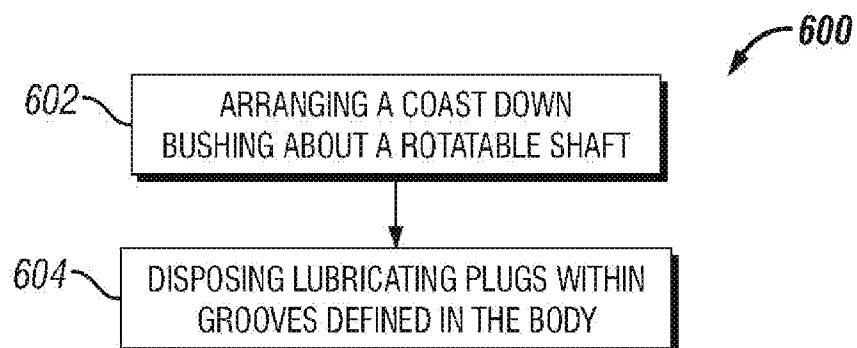 600
602
ARRANGING A COAST DOWN
BUSHING ABOUT A ROTATABLE SHAFT
604
DISPOSING LUBRICATING PLUGS WITHIN
GROOVES DEFINED IN THE BODY